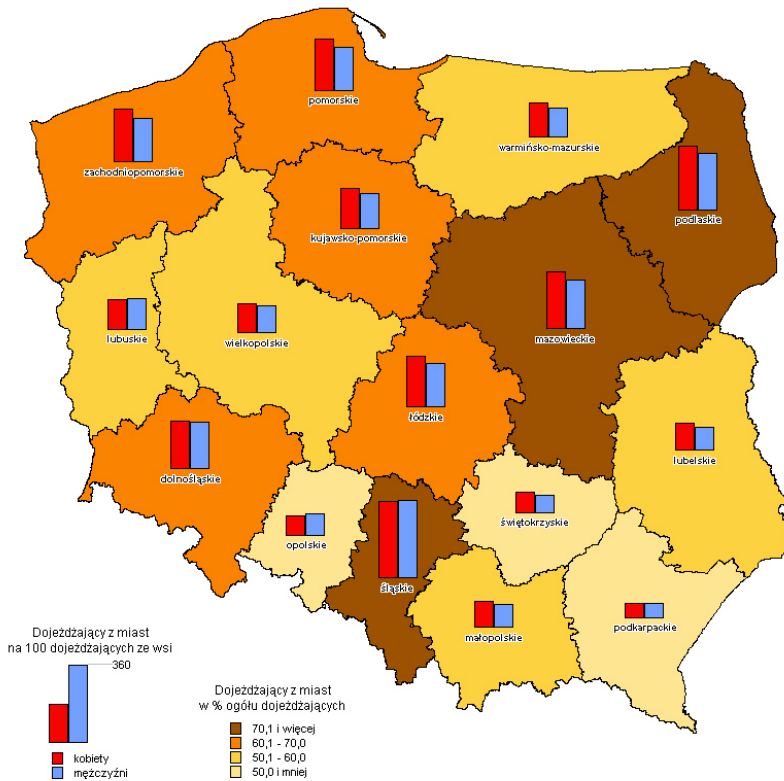 pomorskie
warmińsko-mazurskie
zachodniopomorskie
podlaskie
kujawsko-pomorskie
lubuskie
wielkopolskie
mazowieckie
łódzkie
lubelskie
dolnośląskie
opolskie
śląskie
świętokrzyskie
małopolskie
podkarpackie
Dojeżdżający z miast
na 100 dojeżdżających ze wsi
360
kobiety
mężczyźni
Dojeżdżający z miast
w % ogółu dojeżdżających
70,1 i więcej
60,1 - 70,0
50,1 - 60,0
50,0 i mniej